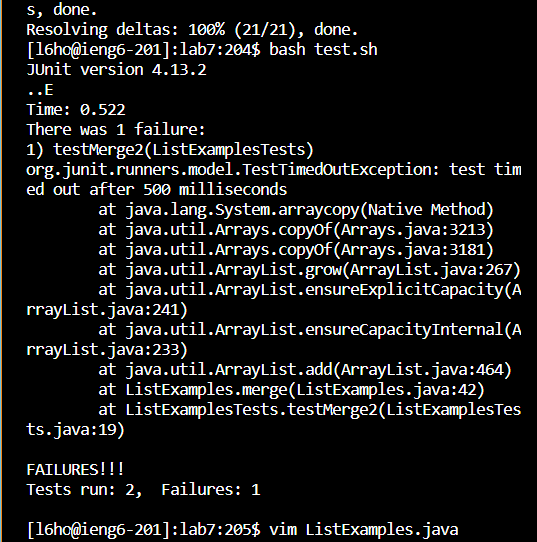 s, done.
Resolving deltas: 100% (21/21), done.
[l6ho@ieng6-201]:lab7:204$ bash test.sh
JUnit version 4.13.2
..E
Time: 0.522
There was 1 failure:
1) testMerge2(ListExamplesTests)
org.junit.runners.model.TestTimedOutException: test tim
ed out after 500 milliseconds
        at java.lang.System.arraycopy(Native Method)
        at java.util.Arrays.copyOf(Arrays.java:3213)
        at java.util.Arrays.copyOf(Arrays.java:3181)
        at java.util.ArrayList.grow(ArrayList.java:267)
        at java.util.ArrayList.ensureExplicitCapacity(A
rrayList.java:241)
        at java.util.ArrayList.ensureCapacityInternal(A
rrayList.java:233)
        at java.util.ArrayList.add(ArrayList.java:464)
        at ListExamples.merge(ListExamples.java:42)
        at ListExamplesTests.testMerge2(ListExamplesTes
ts.java:19)

FAILURES!!!
Tests run: 2,  Failures: 1

[l6ho@ieng6-201]:lab7:205$ vim ListExamples.java